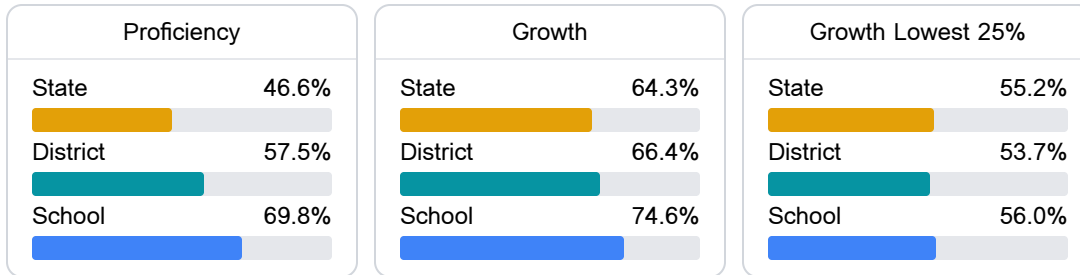 Proficiency
State 46.6%
District 57.5%
School 69.8%
Growth
State 64.3%
District 66.4%
School 74.6%
Growth Lowest 25%
State 55.2%
District 53.7%
School 56.0%